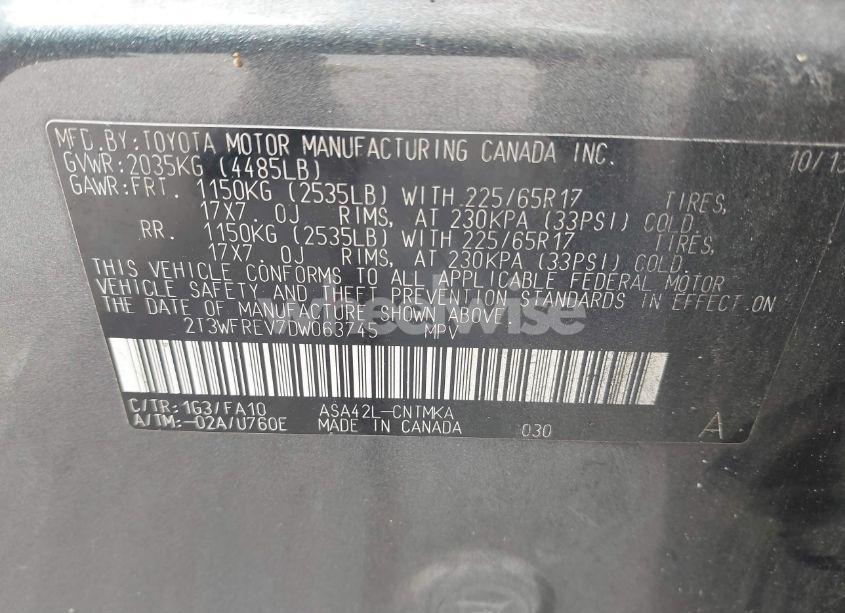 MFD. BY: TOYOTA MOTOR MANUFACTURING CANADA INC. 10/13
GVWR: 2035KG (4485LB)
GAWR: FRT. 1150KG (2535LB) WITH 225/65R17 TIRES,
17X7. 0J RIMS, AT 230KPA (33PSI) COLD.
RR. 1150KG (2535LB) WITH 225/65R17 TIRES,
17X7. 0J RIMS, AT 230KPA (33PSI) COLD.
THIS VEHICLE CONFORMS TO ALL APPLICABLE FEDERAL MOTOR
VEHICLE SAFETY AND THEFT PREVENTION STANDARDS IN EFFECT ON
THE DATE OF MANUFACTURE SHOWN ABOVE.
wheelwise
2T3WFREV7DW063745 MPV
C/TR: 1G3/FA10 ASA42L-CNTMKA
A/TM: -02A/U760E MADE IN CANADA 030 A